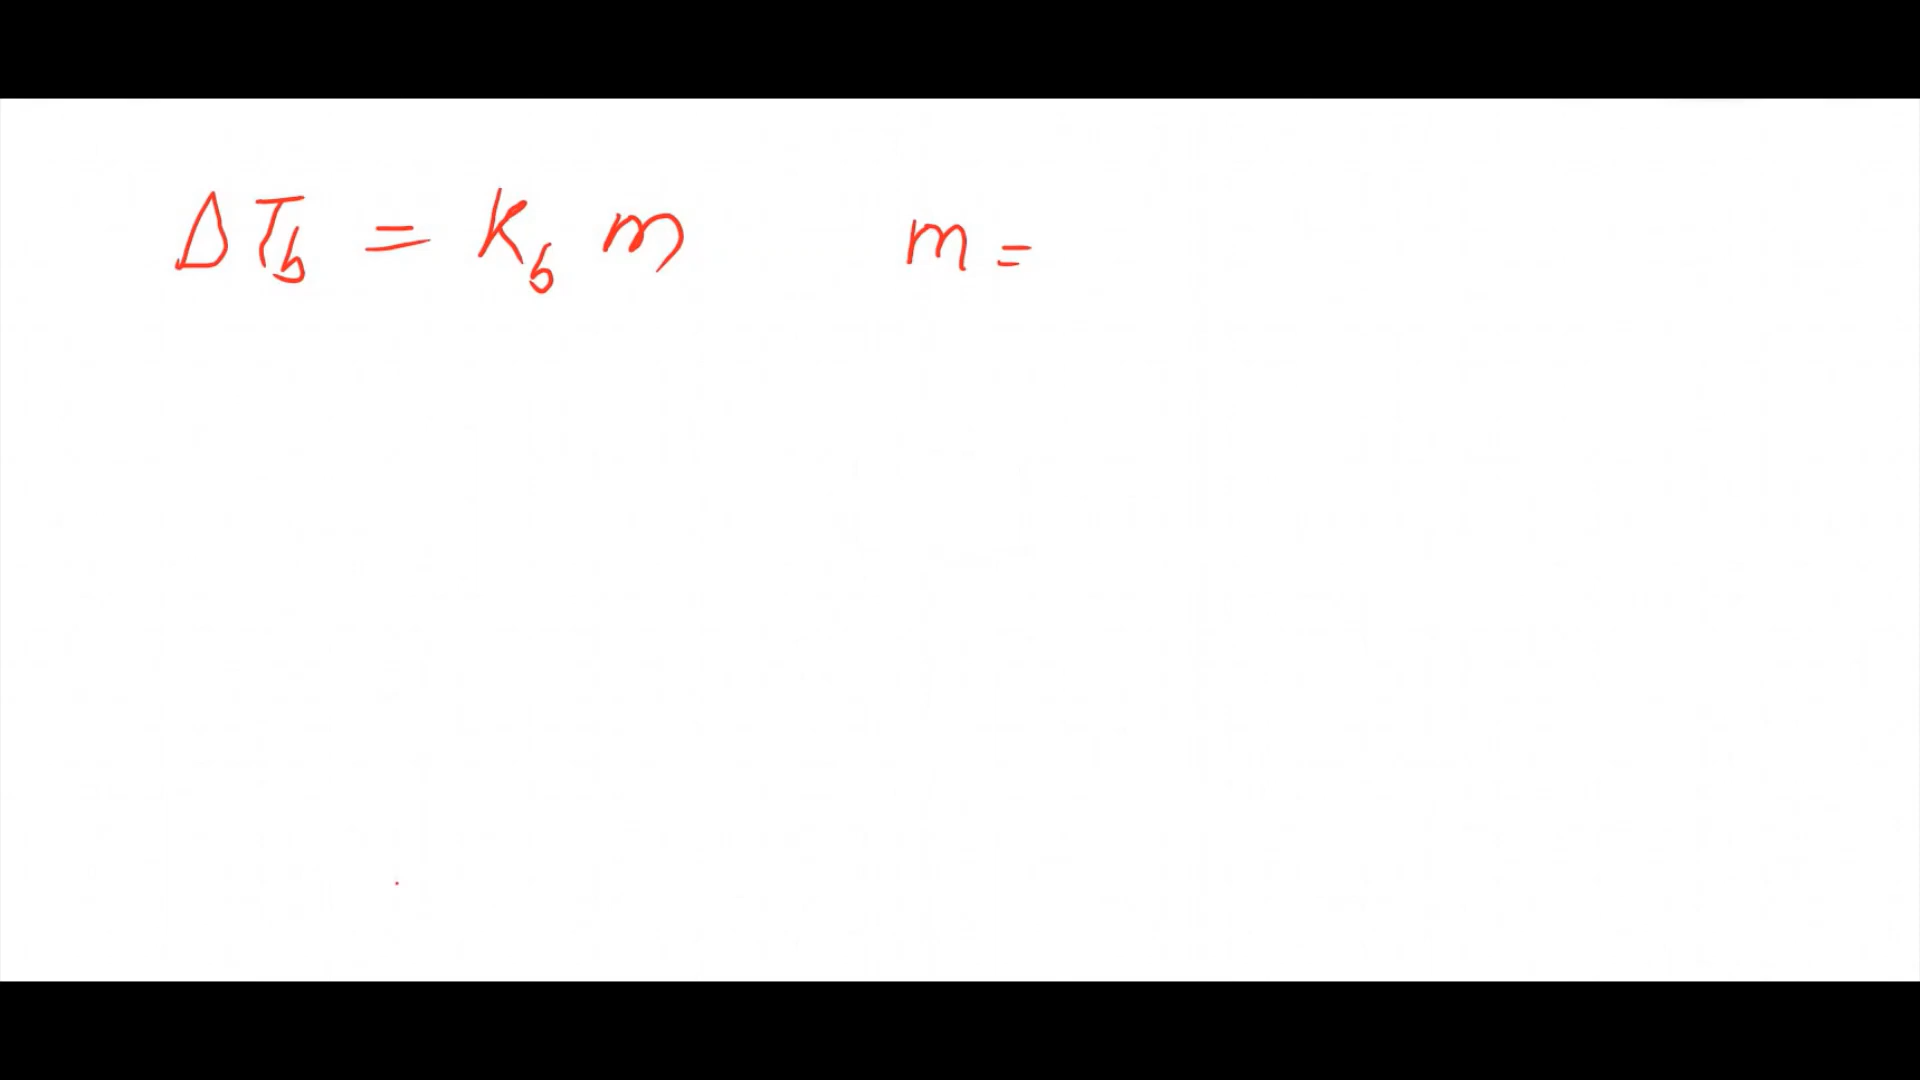 ΔT_b = K_b m m =